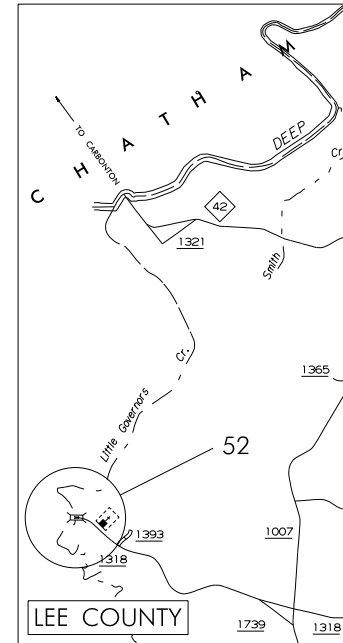 CHATHAM
TO CARBONTON
DEEP
Cr.
42
1321
Smith
1365
Cr.
Little Governors
52
1393
1007
1318
LEE COUNTY
1739
1318